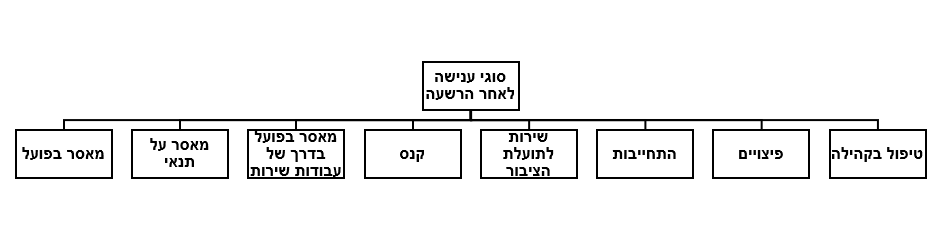 סוגי ענישה
לאחר הרשעה
טיפול בקהילה
פיצויים
התחייבות
שירות
לתועלת
הציבור
קנס
מאסר בפועל
בדרך של
עבודות שירות
מאסר על
תנאי
מאסר בפועל